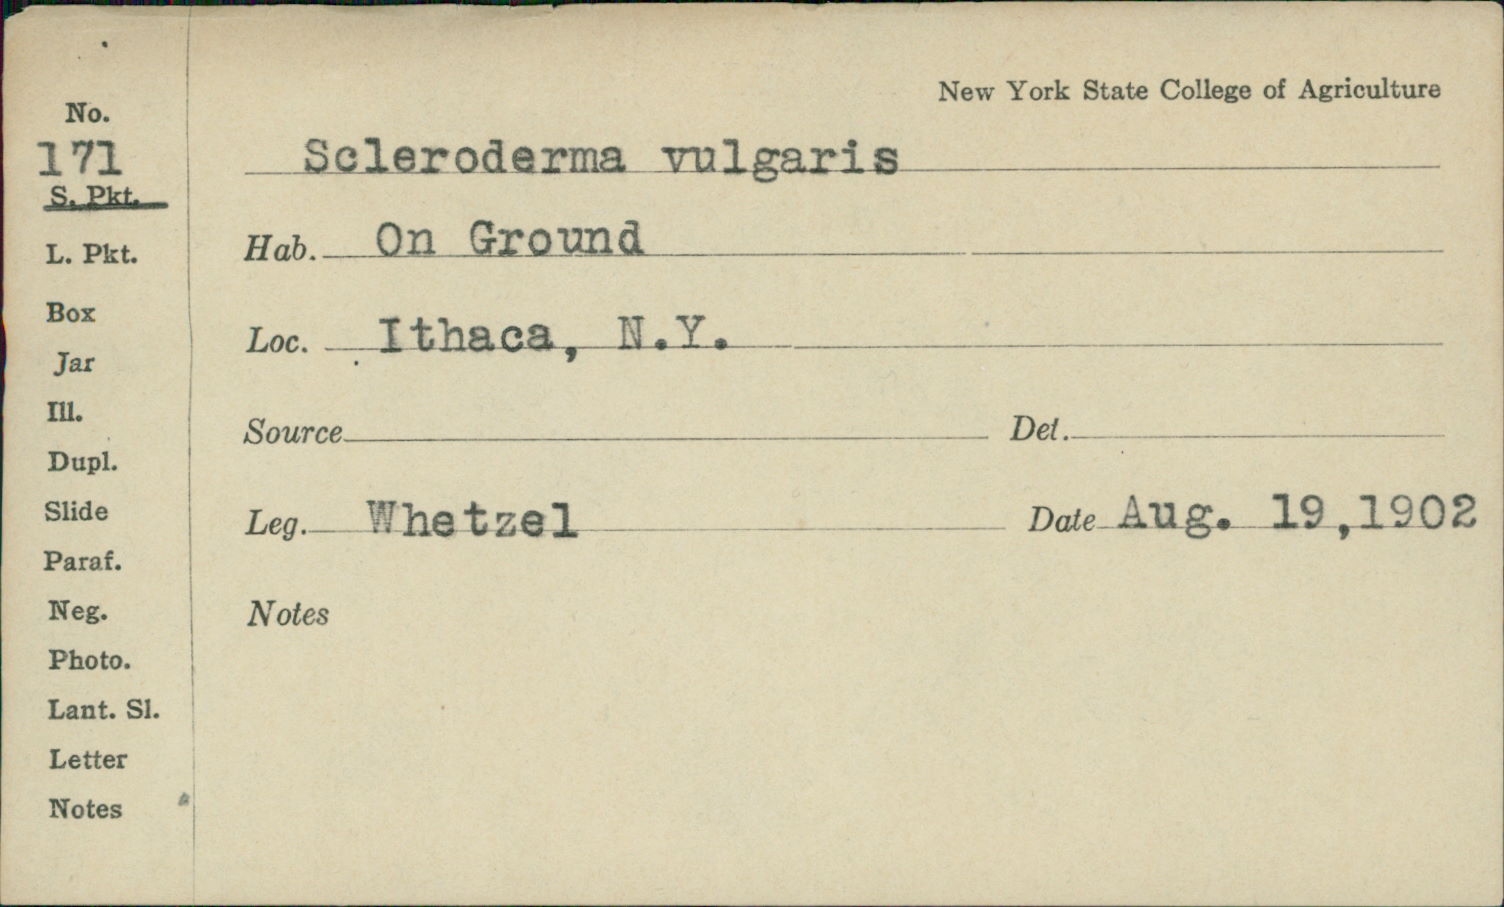 New York State College of Agriculture
No.
171
S. Pkt.
L. Pkt.
Box
Jar
Ill.
Dupl.
Slide
Paraf.
Neg.
Photo.
Lant. Sl.
Letter
Notes
Scleroderma vulgaris
Hab. On Ground
Loc. Ithaca, N.Y.
Source Det.
Leg. Whetzel Date Aug. 19,1902
Notes